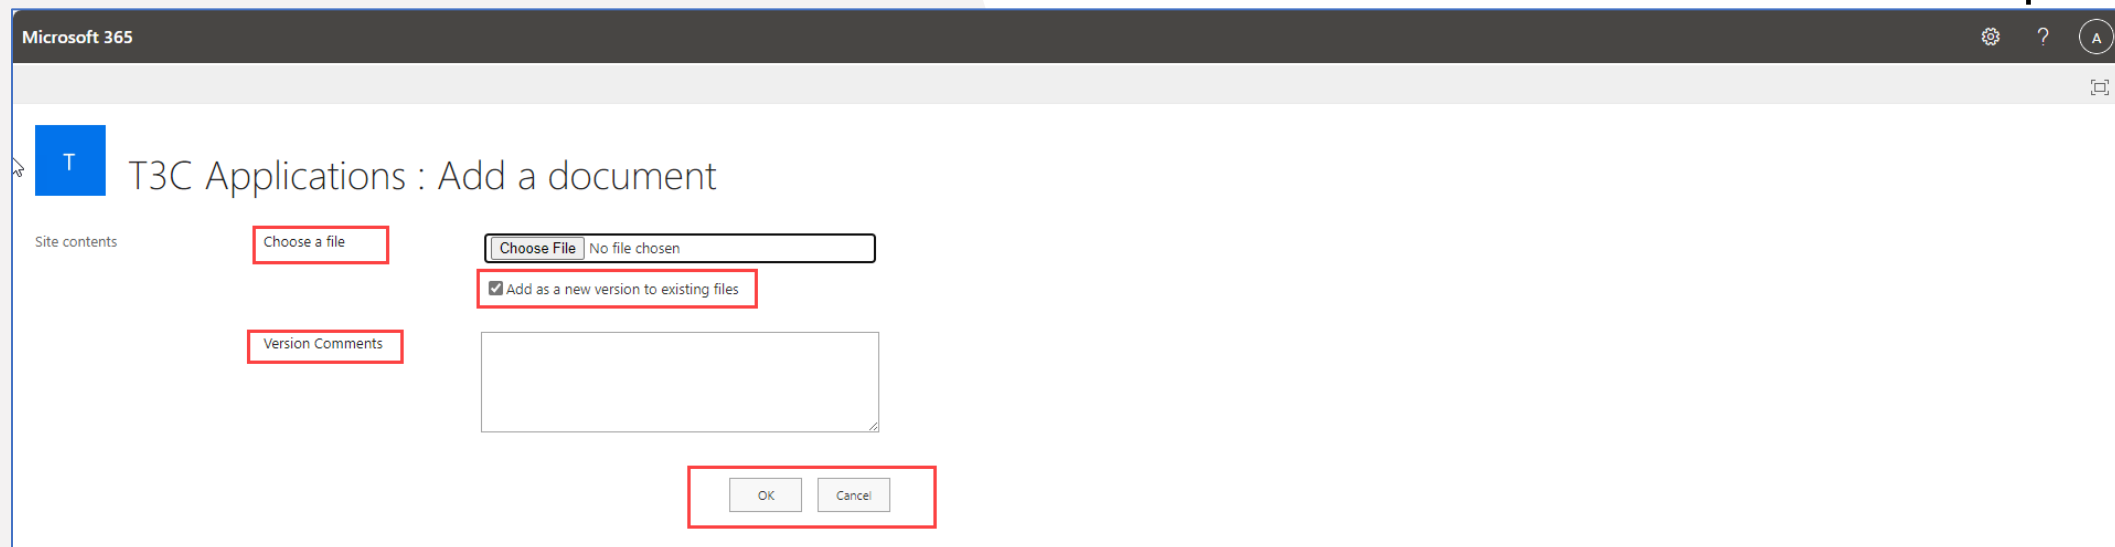 Microsoft 365
?
A
T
T3C Applications : Add a document
Site contents
Choose a file
Choose File No file chosen
Add as a new version to existing files
Version Comments
OK
Cancel